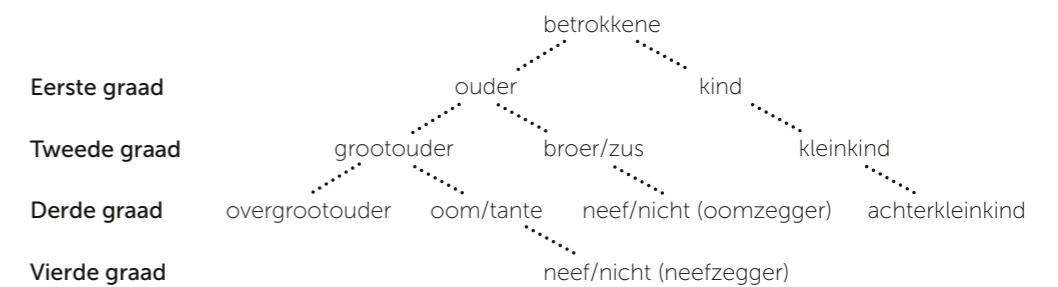 betrokkene
Eerste graad ouder kind
Tweede graad grootouder broer/zus kleinkind
Derde graad overgrootouder oom/tante neef/nicht (oomzegger) achterkleinkind
Vierde graad neef/nicht (neefzegger)